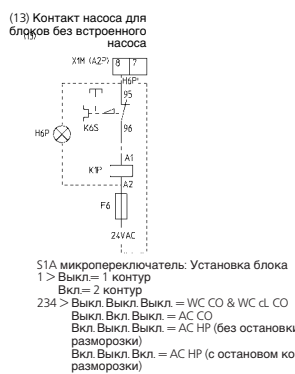 (13) Контакт насоса для
блоков без встроенного
(13)
насоса
X1M (A2P) 8 7
H6P*
95
K6S
96
H6P
A1
K1P
A2
F6
24VAC
S1A микропереключатель: Установка блока
1 > Выкл.= 1 контур
Вкл.= 2 контур
234 > Выкл. Выкл. Выкл. = WC CO & WC cL CO
Выкл. Вкл. Выкл. = AC CO
Вкл. Выкл. Выкл. = AC HP (без остановки
разморозки)
Вкл. Выкл. Вкл. = AC HP (с остановом ко
разморозки)